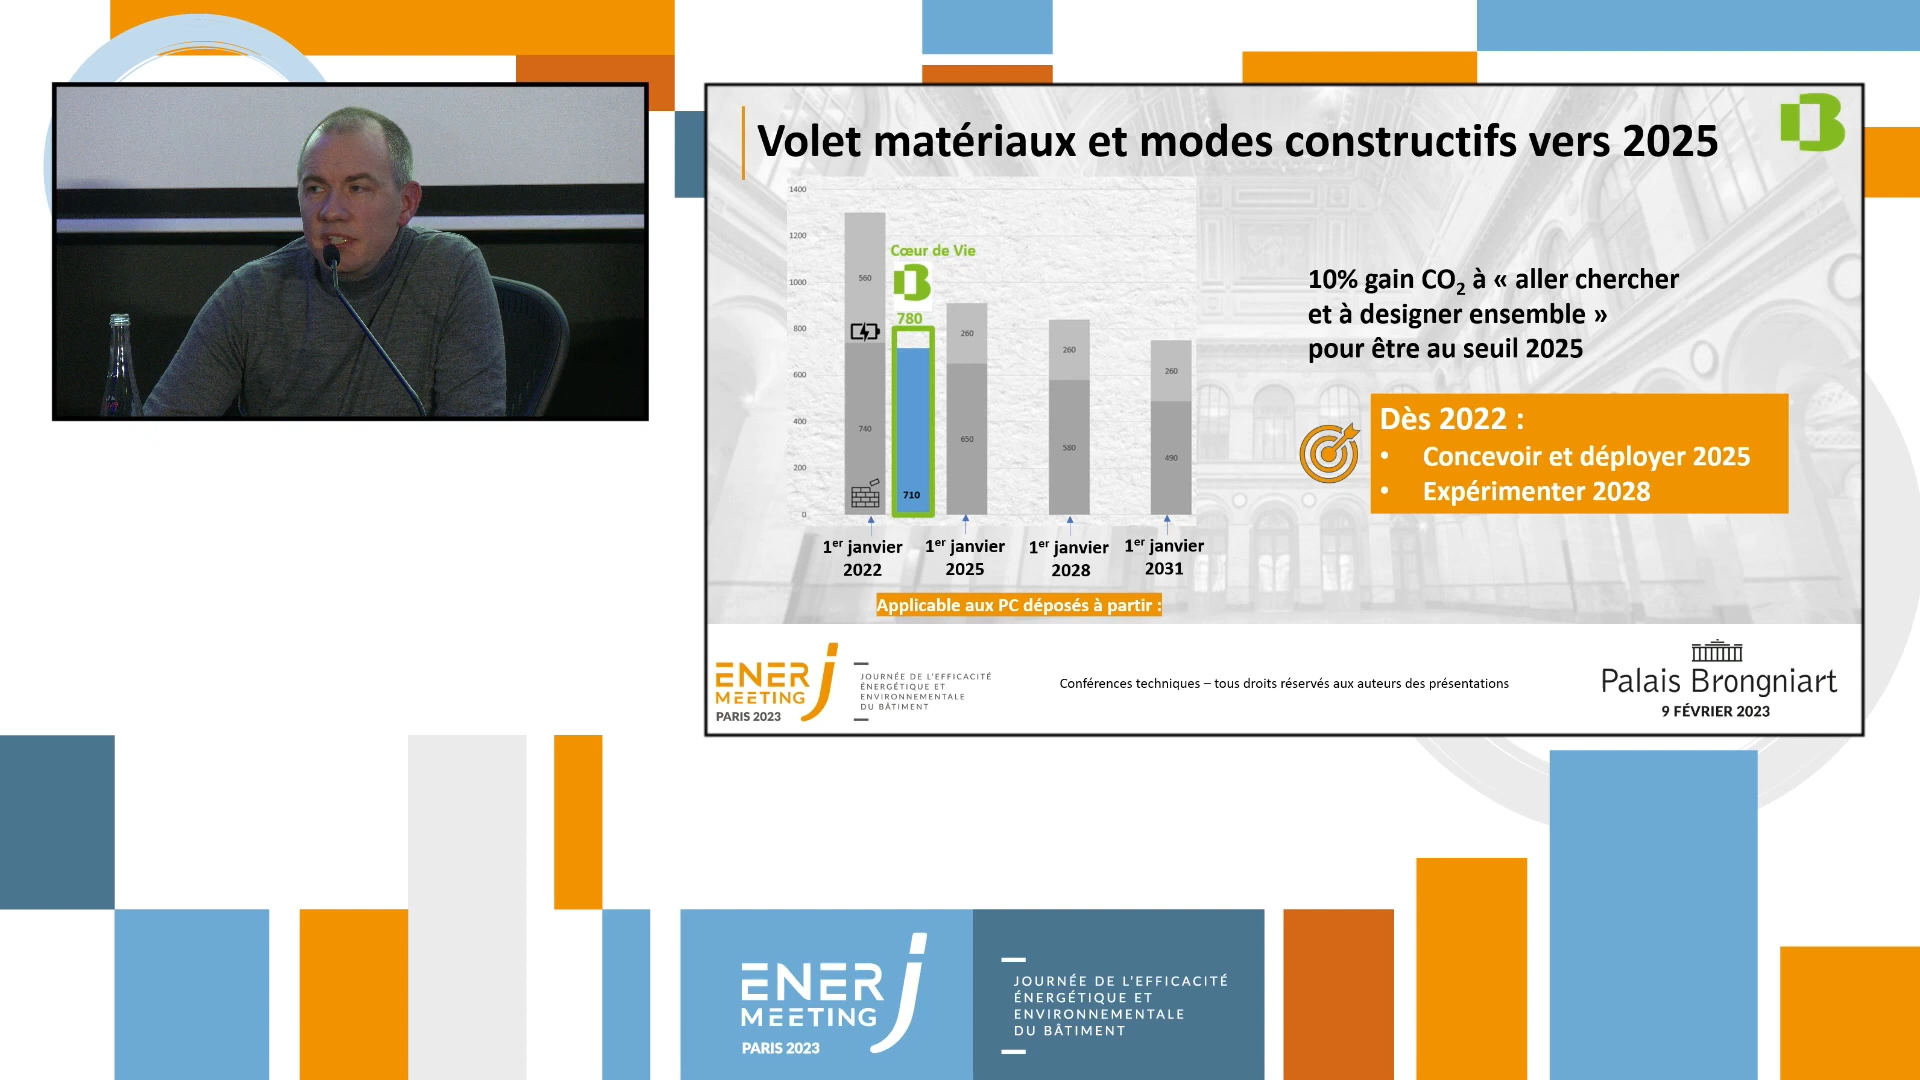 Volet matériaux et modes constructifs vers 2025
1400
1200
1000
800
600
400
200
0
560
740
Cœur de Vie
780
710
260
650
260
580
260
490
1er janvier
2022
1er janvier
2025
1er janvier
2028
1er janvier
2031
Applicable aux PC déposés à partir :
10% gain CO2 à « aller chercher
et à designer ensemble »
pour être au seuil 2025
Dès 2022 :
• Concevoir et déployer 2025
• Expérimenter 2028
ENERJ
MEETING
PARIS 2023
JOURNÉE DE L'EFFICACITÉ
ÉNERGÉTIQUE ET
ENVIRONNEMENTALE
DU BÂTIMENT
Conférences techniques – tous droits réservés aux auteurs des présentations
Palais Brongniart
9 FÉVRIER 2023
ENERJ
MEETING
PARIS 2023
JOURNÉE DE L'EFFICACITÉ
ÉNERGÉTIQUE ET
ENVIRONNEMENTALE
DU BÂTIMENT